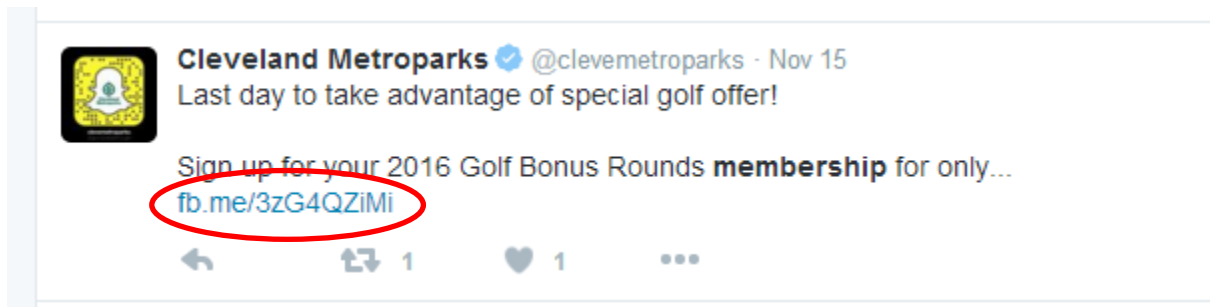 Cleveland Metroparks @clevemetroparks · Nov 15
Last day to take advantage of special golf offer!
Sign up for your 2016 Golf Bonus Rounds membership for only...
fb.me/3zG4QZiMi
1 1